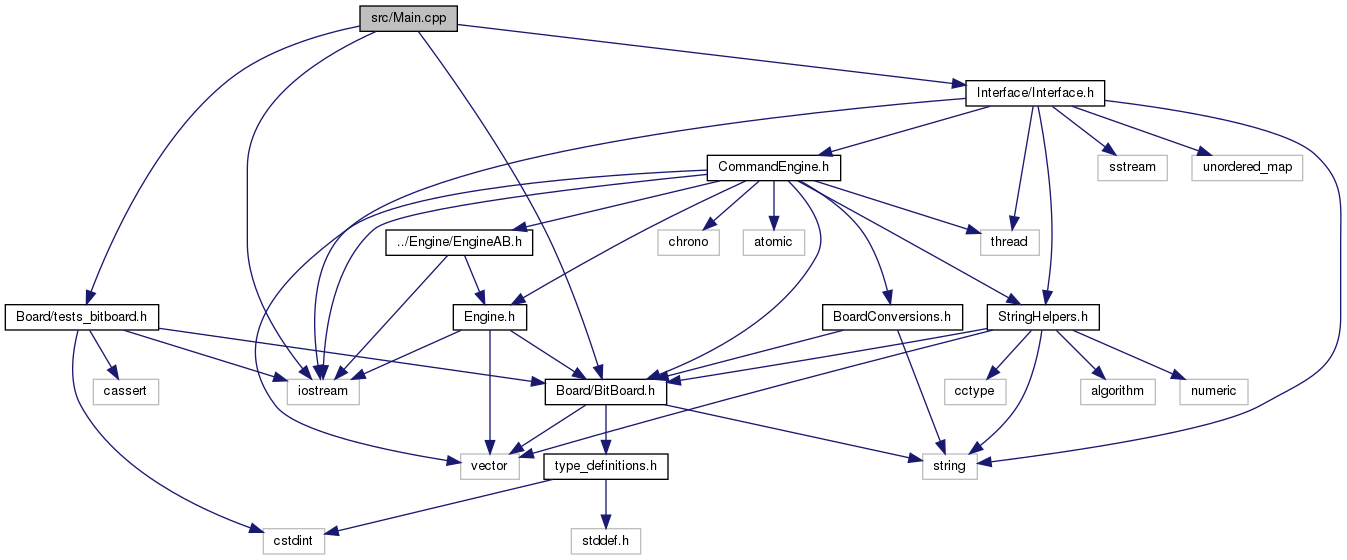 src/Main.cpp
Interface/Interface.h
CommandEngine.h
sstream
unordered_map
../Engine/EngineAB.h
chrono
atomic
thread
Board/tests_bitboard.h
Engine.h
BoardConversions.h
StringHelpers.h
cassert
iostream
Board/BitBoard.h
cctype
algorithm
numeric
vector
type_definitions.h
string
cstdint
stddef.h